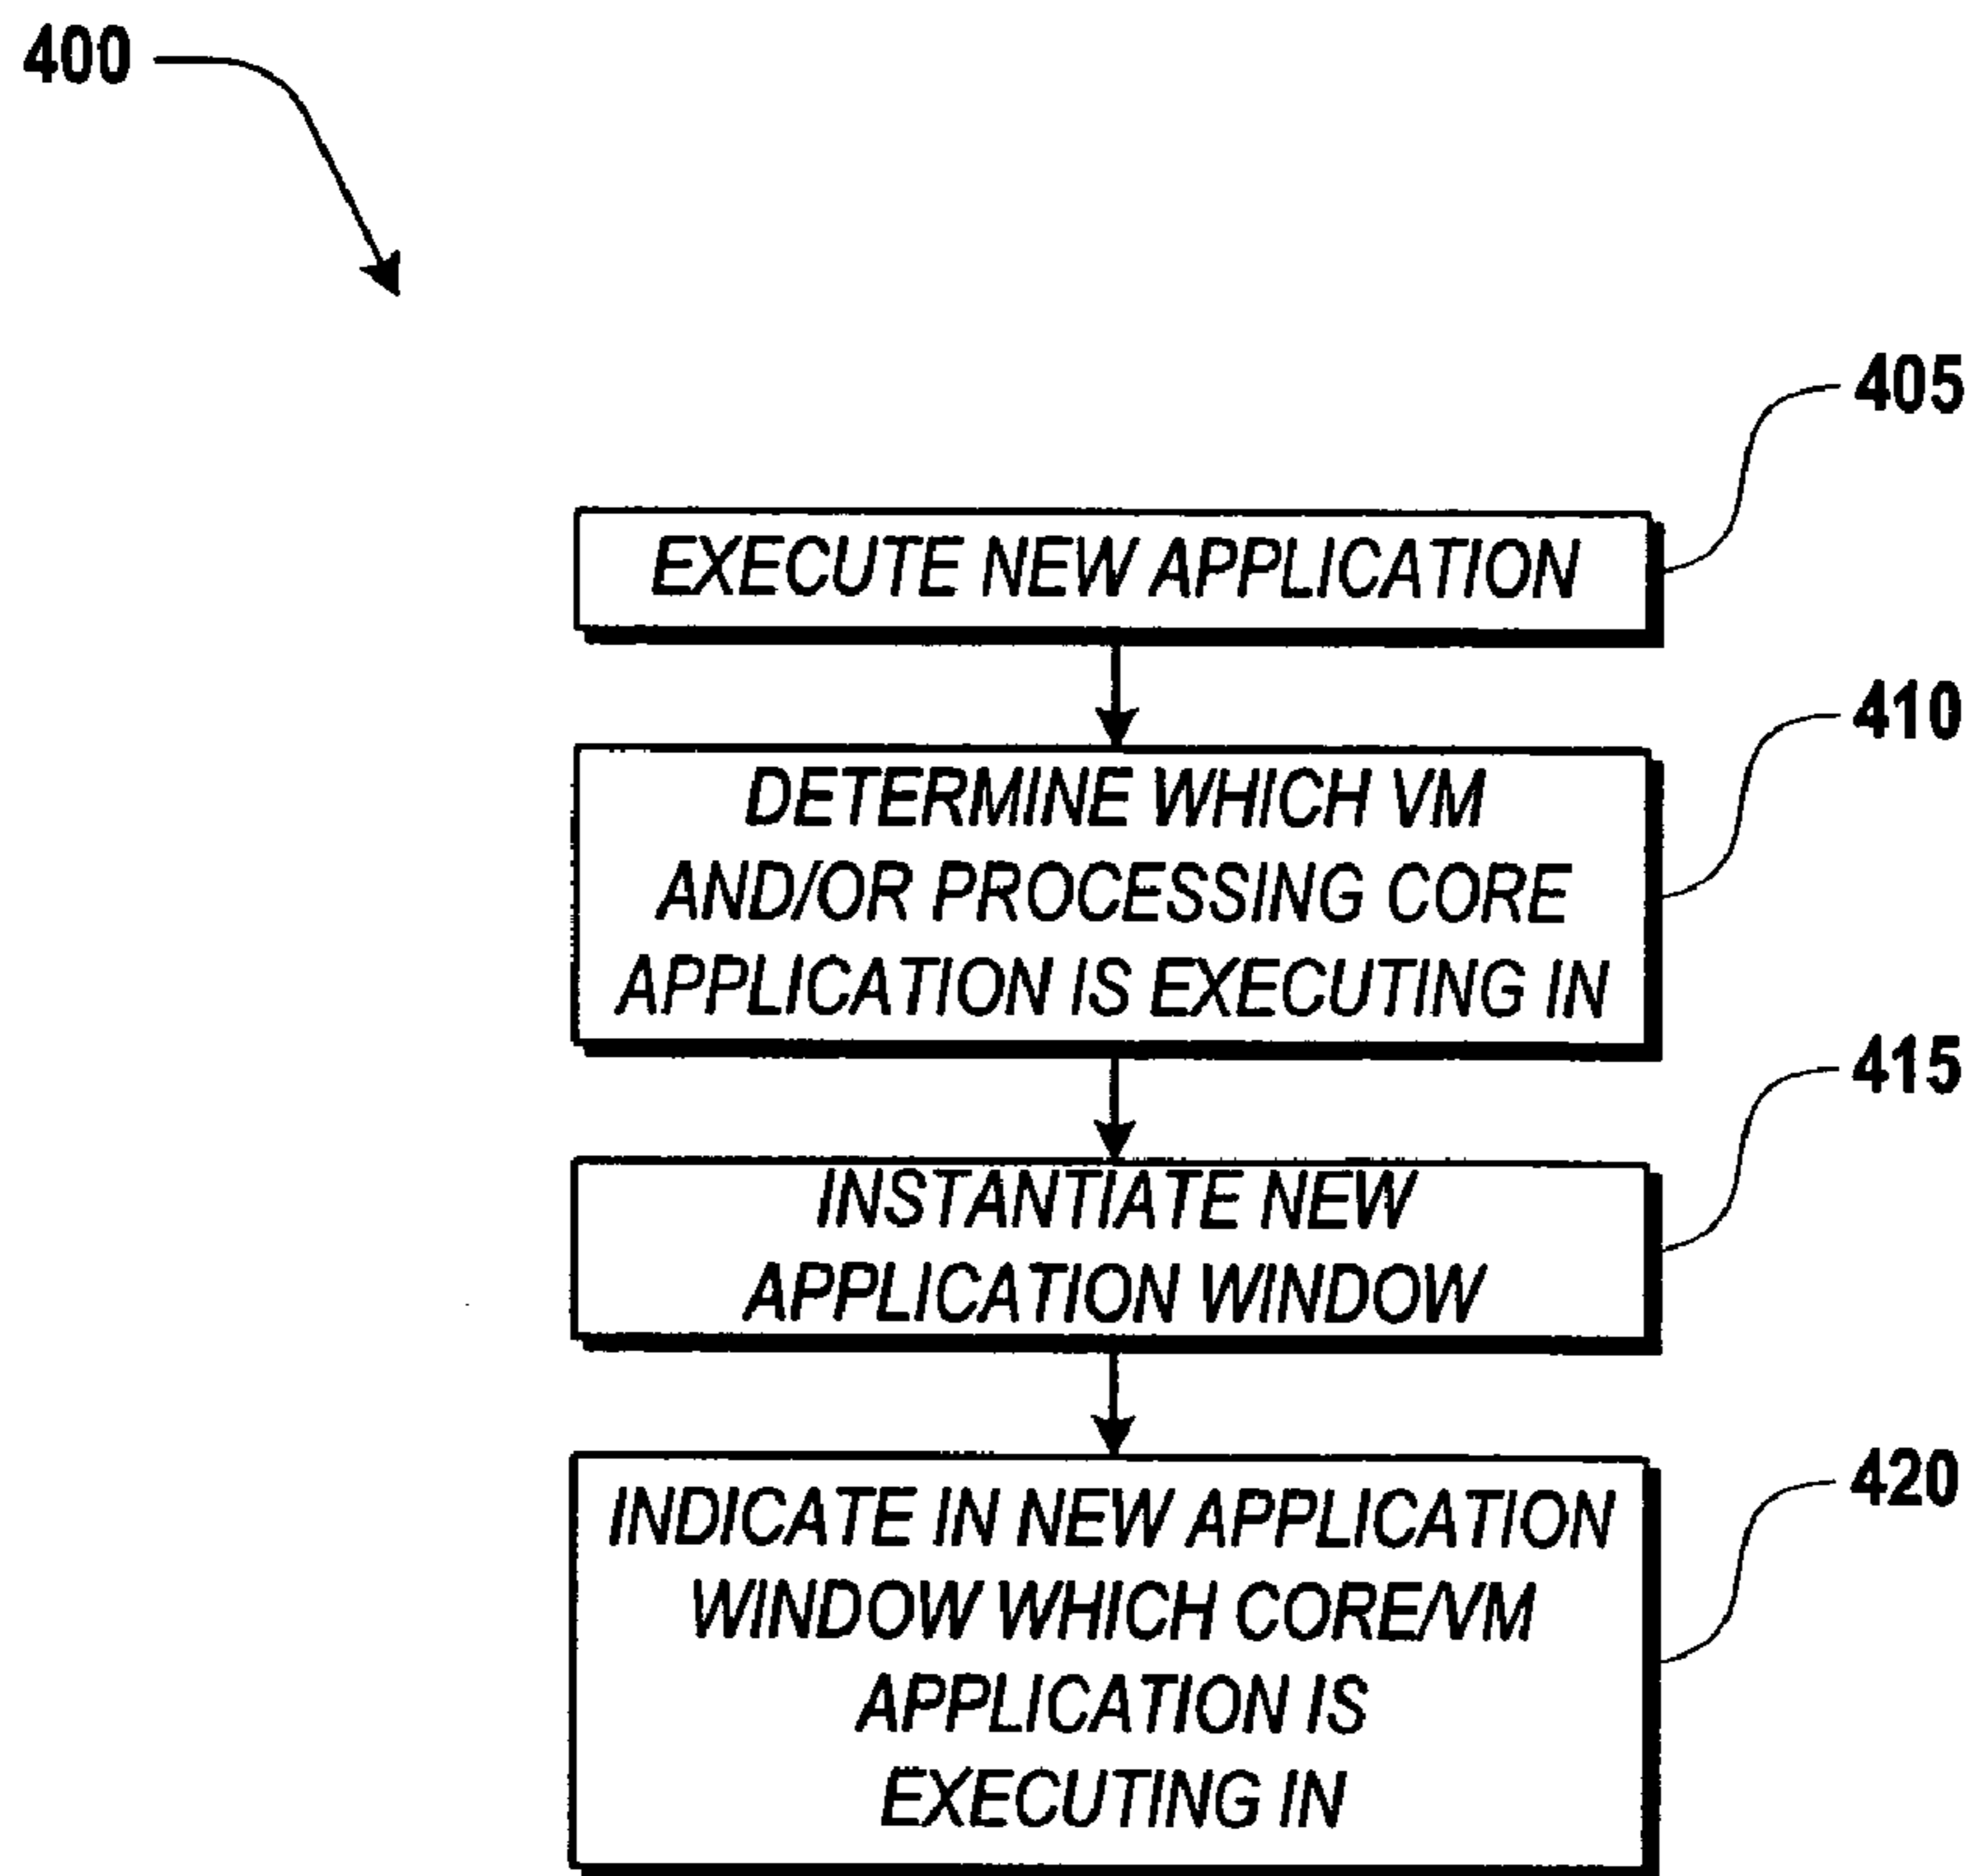 400
405
EXECUTE NEW APPLICATION
410
DETERMINE WHICH VM
AND/OR PROCESSING CORE
APPLICATION IS EXECUTING IN
415
INSTANTIATE NEW
APPLICATION WINDOW
420
INDICATE IN NEW APPLICATION
WINDOW WHICH CORE/VM
APPLICATION IS
EXECUTING IN